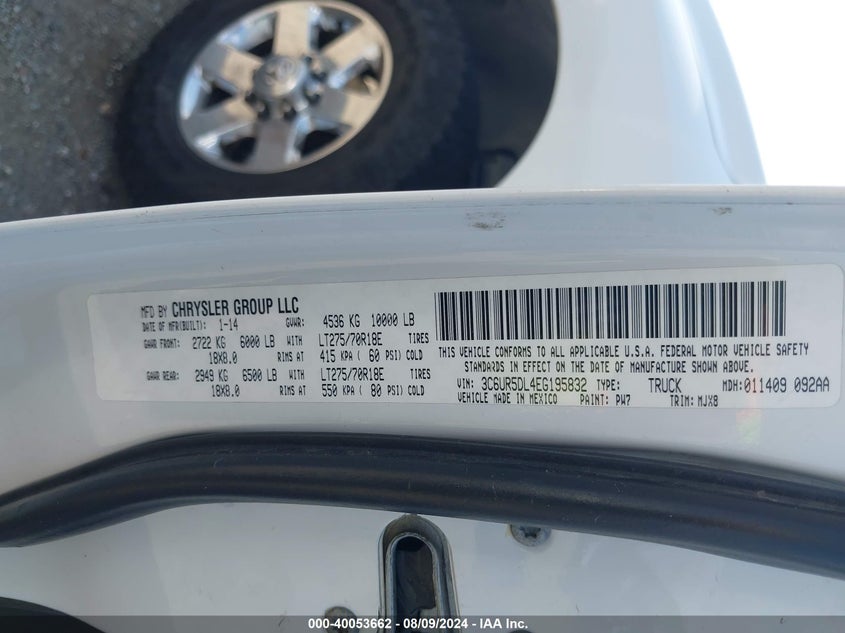 MFD BY CHRYSLER GROUP LLC
DATE OF MFR(BUILT): 1-14 GVWR: 4536 KG 10000 LB
GAWR FRONT: 2722 KG 6000 LB WITH LT275/70R18E TIRES
18X8.0 RIMS AT 415 KPA ( 60 PSI) COLD
GAWR REAR: 2949 KG 6500 LB WITH LT275/70R18E TIRES
18X8.0 RIMS AT 550 KPA ( 80 PSI) COLD
THIS VEHICLE CONFORMS TO ALL APPLICABLE U.S.A. FEDERAL MOTOR VEHICLE SAFETY
STANDARDS IN EFFECT ON THE DATE OF MANUFACTURE SHOWN ABOVE.
VIN: 3C6UR5DL4EG195832 TYPE: TRUCK MDH: 011409 092AA
VEHICLE MADE IN MEXICO PAINT: PW7 TRIM: MJX8
000-40053662 - 08/09/2024 - IAA Inc.